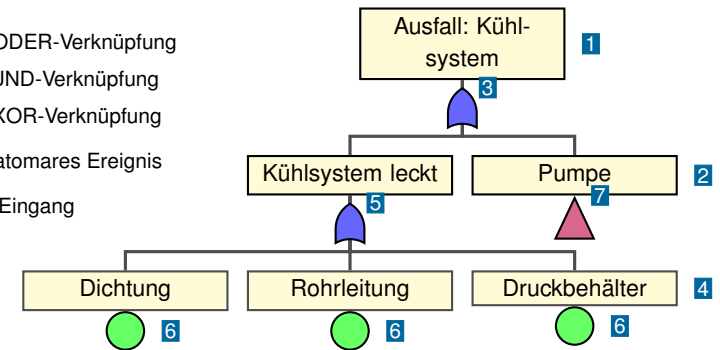 ODER-Verknüpfung
UND-Verknüpfung
XOR-Verknüpfung
atomares Ereignis
Eingang
Ausfall: Kühl-
system
1
3
Kühlsystem leckt
Pumpe
2
5
7
Dichtung
Rohrleitung
Druckbehälter
4
6
6
6